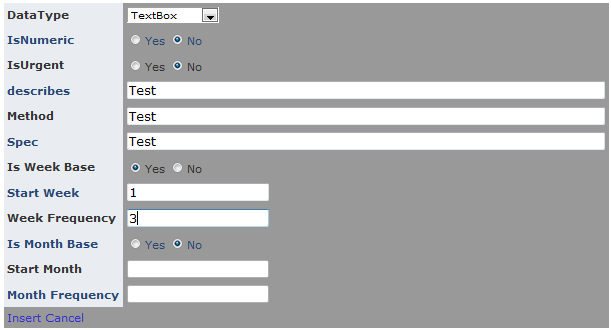 DataType TextBox
IsNumeric Yes No
IsUrgent Yes No
describes Test
Method Test
Spec Test
Is Week Base Yes No
Start Week 1
Week Frequency 3
Is Month Base Yes No
Start Month
Month Frequency
Insert Cancel